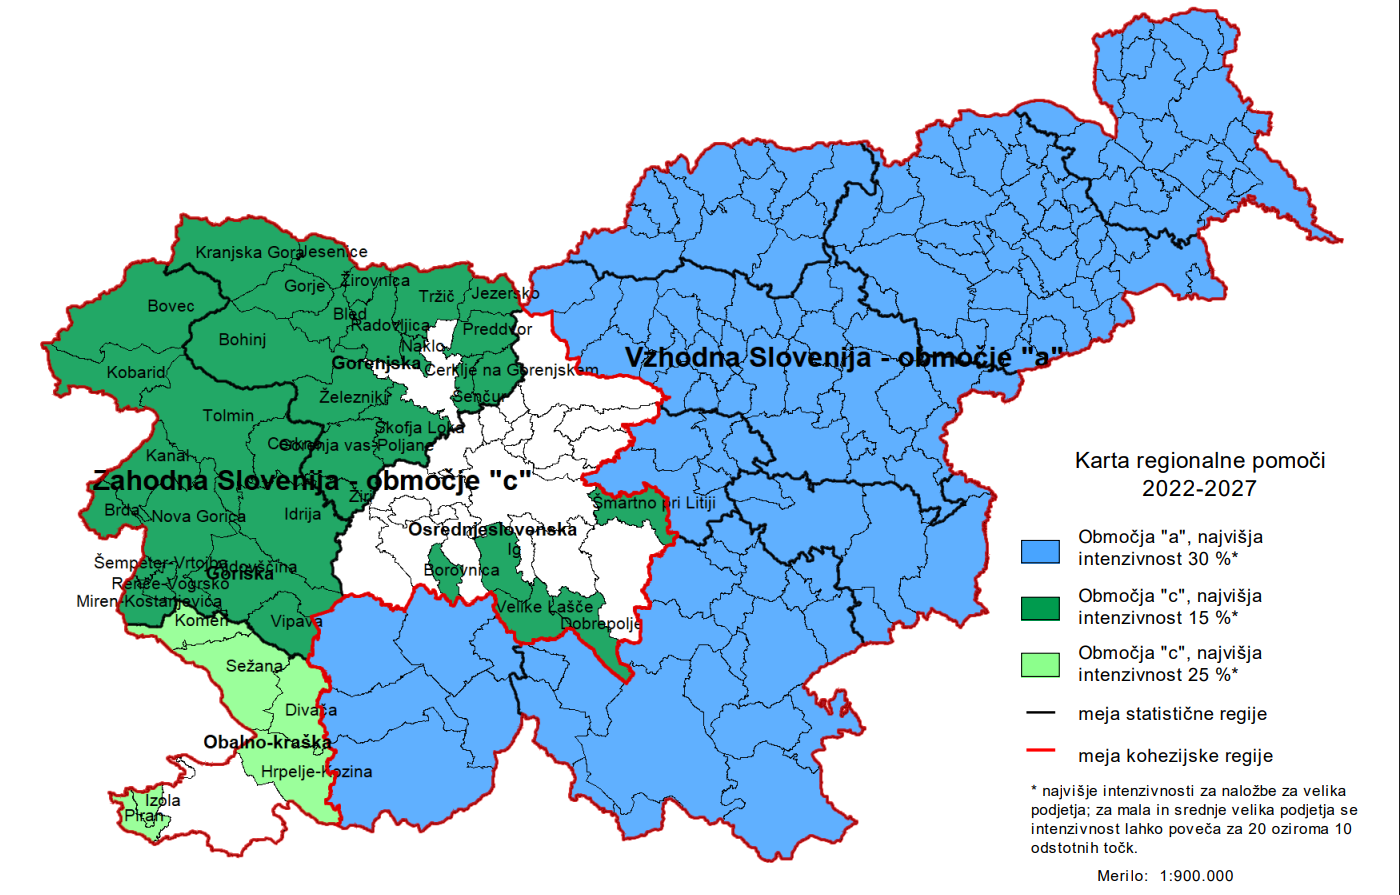 Kranjska Gora
Jesenice
Gorje
Žirovnica
Tržič
Jezersko
Bovec
Bled
Radovljica
Preddvor
Bohinj
Naklo
Kobarid
Gorenjska
Cerklje na Gorenjskem
Vzhodna Slovenija - območje "a"
Železniki
Šenčur
Tolmin
Škofja Loka
Cerkno
Gorenja vas-Poljane
Kanal
Zahodna Slovenija - območje "c"
Žiri
Brda
Nova Gorica
Idrija
Šmartno pri Litiji
Osrednjeslovenska
Ig
Šempeter-Vrtojba
Ajdovščina
Goriška
Borovnica
Renče-Vogrsko
Miren-Kostanjevica
Komen
Vipava
Velike Lašče
Dobrepolje
Sežana
Divača
Obalno-kraška
Hrpelje-Kozina
Izola
Piran
Karta regionalne pomoči
2022-2027
Območja "a", najvišja
intenzivnost 30 %*
Območja "c", najvišja
intenzivnost 15 %*
Območja "c", najvišja
intenzivnost 25 %*
meja statistične regije
meja kohezijske regije
* najvišje intenzivnosti za naložbe za velika
podjetja; za mala in srednje velika podjetja se
intenzivnost lahko poveča za 20 oziroma 10
odstotnih točk.
Merilo: 1:900.000